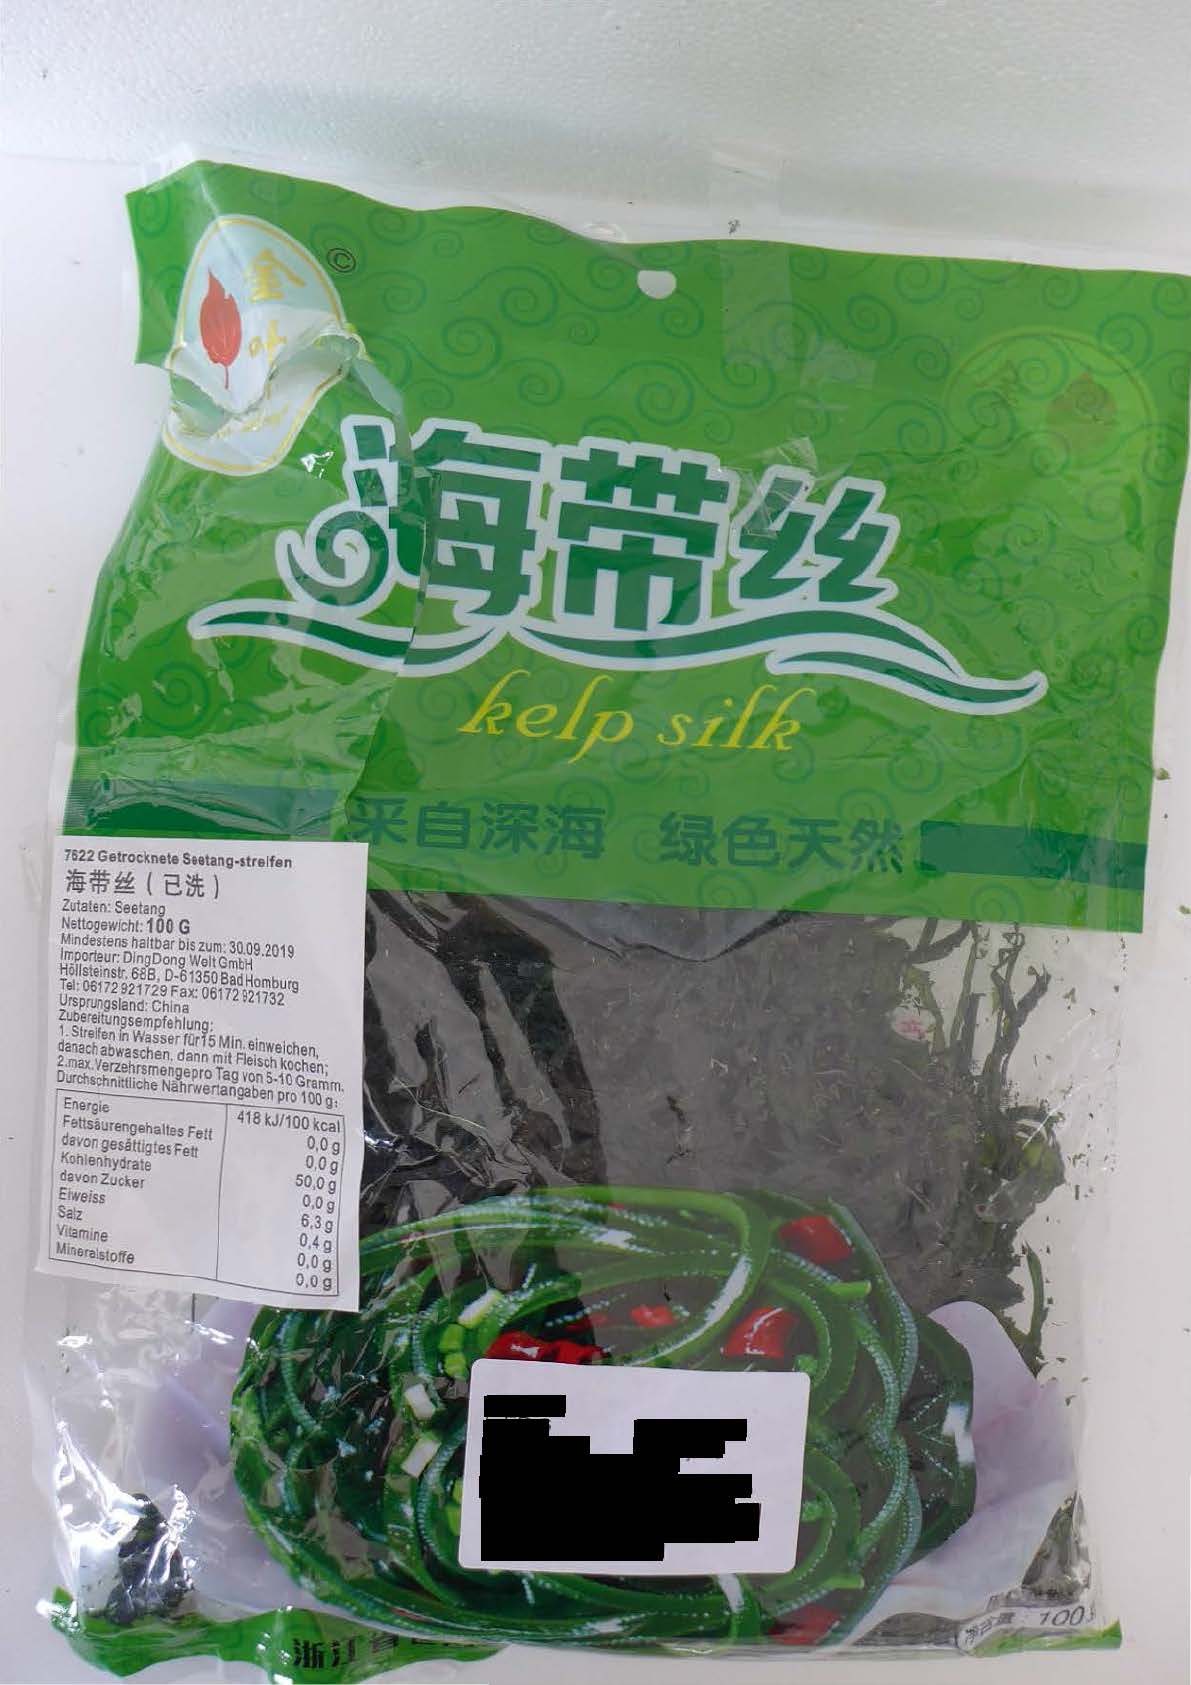 金
©
海带丝
kelp silk
采自深海 绿色天然
7622 Getrocknete Seetang-streifen
海带丝 ( 已洗 )
Zutaten: Seetang
Nettogewicht: 100 G
Mindestens haltbar bis zum: 30.09.2019
Importeur: DingDong Welt GmbH
Höllsteinstr. 68B, D-61350 Bad Homburg
Tel: 06172 921729 Fax: 06172 921732
Ursprungsland: China
Zubereitungsempfehlung:
1. Streifen in Wasser für15 Min. einweichen,
danach abwaschen, dann mit Fleisch kochen;
2.max.Verzehrsmengepro Tag von 5-10 Gramm.
Durchschnittliche Nährwertangaben pro 100 g:
Energie 418 kJ/100 kcal
Fettsäurengehaltes Fett 0,0 g
davon gesättigtes Fett 0,0 g
Kohlenhydrate 50,0 g
davon Zucker 0,0 g
Eiweiss 6,3 g
Salz 0,4 g
Vitamine 0,0 g
Mineralstoffe 0,0 g
净含量: 100
浙江省